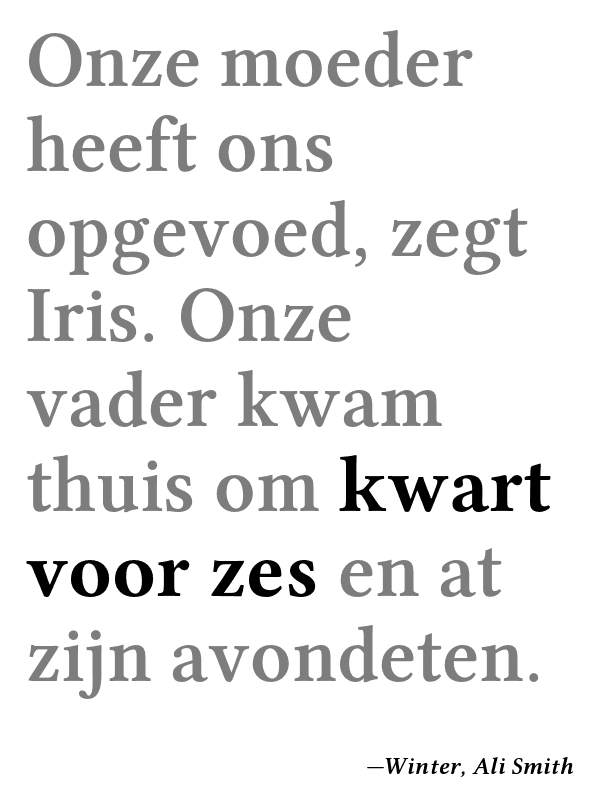 Onze moeder
heeft ons
opgevoed, zegt
Iris. Onze
vader kwam
thuis om kwart
voor zes en at
zijn avondeten.
—Winter, Ali Smith